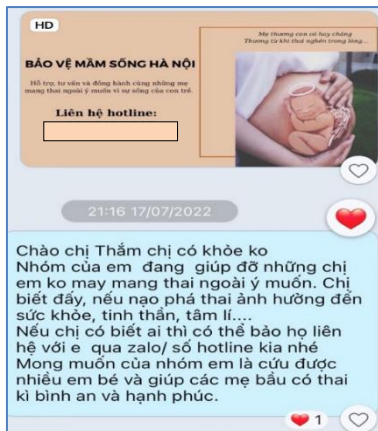 HD
Mẹ thương con có hay chăng
Thương từ khi thai nghén trong lòng...
BẢO VỆ MẦM SỐNG HÀ NỘI
Hỗ trợ, tư vấn và đồng hành cùng những mẹ
mang thai ngoài ý muốn vì sự sống của con trẻ.
Liên hệ hotline:
21:16 17/07/2022
Chào chị Thắm chị có khỏe ko
Nhóm của em đang giúp đỡ những chị
em ko may mang thai ngoài ý muốn. Chị
biết đấy, nếu nạo phá thai ảnh hưởng đến
sức khỏe, tinh thần, tâm lí....
Nếu chị có biết ai thì có thể bảo họ liên
hệ với e qua zalo/ số hotline kia nhé
Mong muốn của nhóm em là cứu được
nhiều em bé và giúp các mẹ bầu có thai
kì bình an và hạnh phúc.
1